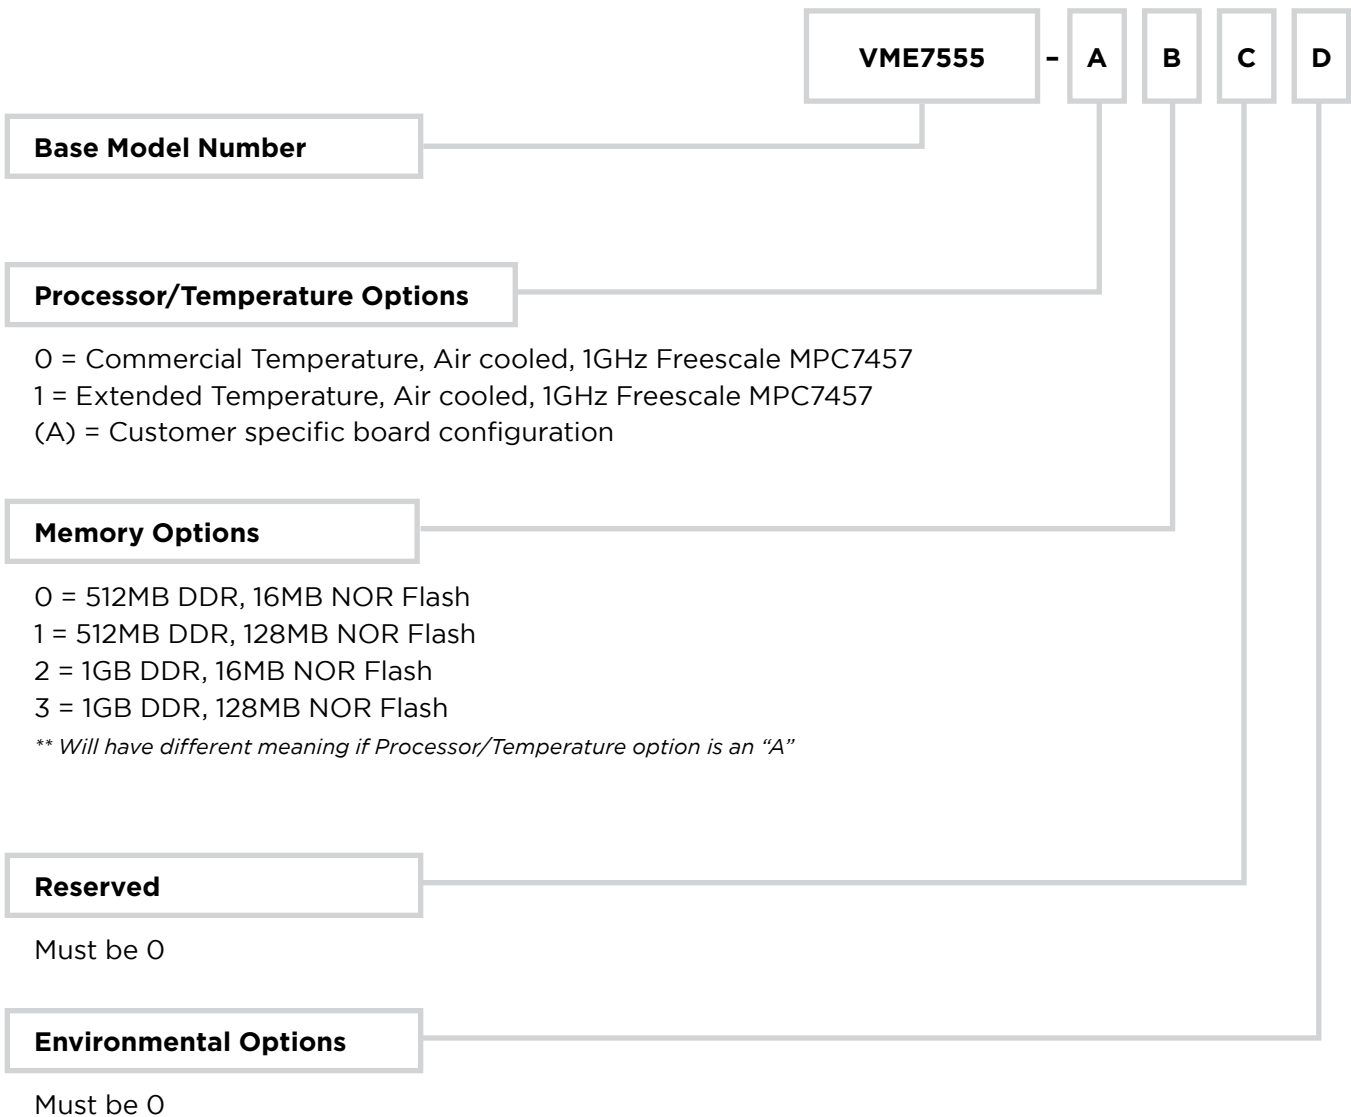 VME7555 – A B C D
Base Model Number
Processor/Temperature Options
0 = Commercial Temperature, Air cooled, 1GHz Freescale MPC7457
1 = Extended Temperature, Air cooled, 1GHz Freescale MPC7457
(A) = Customer specific board configuration
Memory Options
0 = 512MB DDR, 16MB NOR Flash
1 = 512MB DDR, 128MB NOR Flash
2 = 1GB DDR, 16MB NOR Flash
3 = 1GB DDR, 128MB NOR Flash
** Will have different meaning if Processor/Temperature option is an “A”
Reserved
Must be 0
Environmental Options
Must be 0